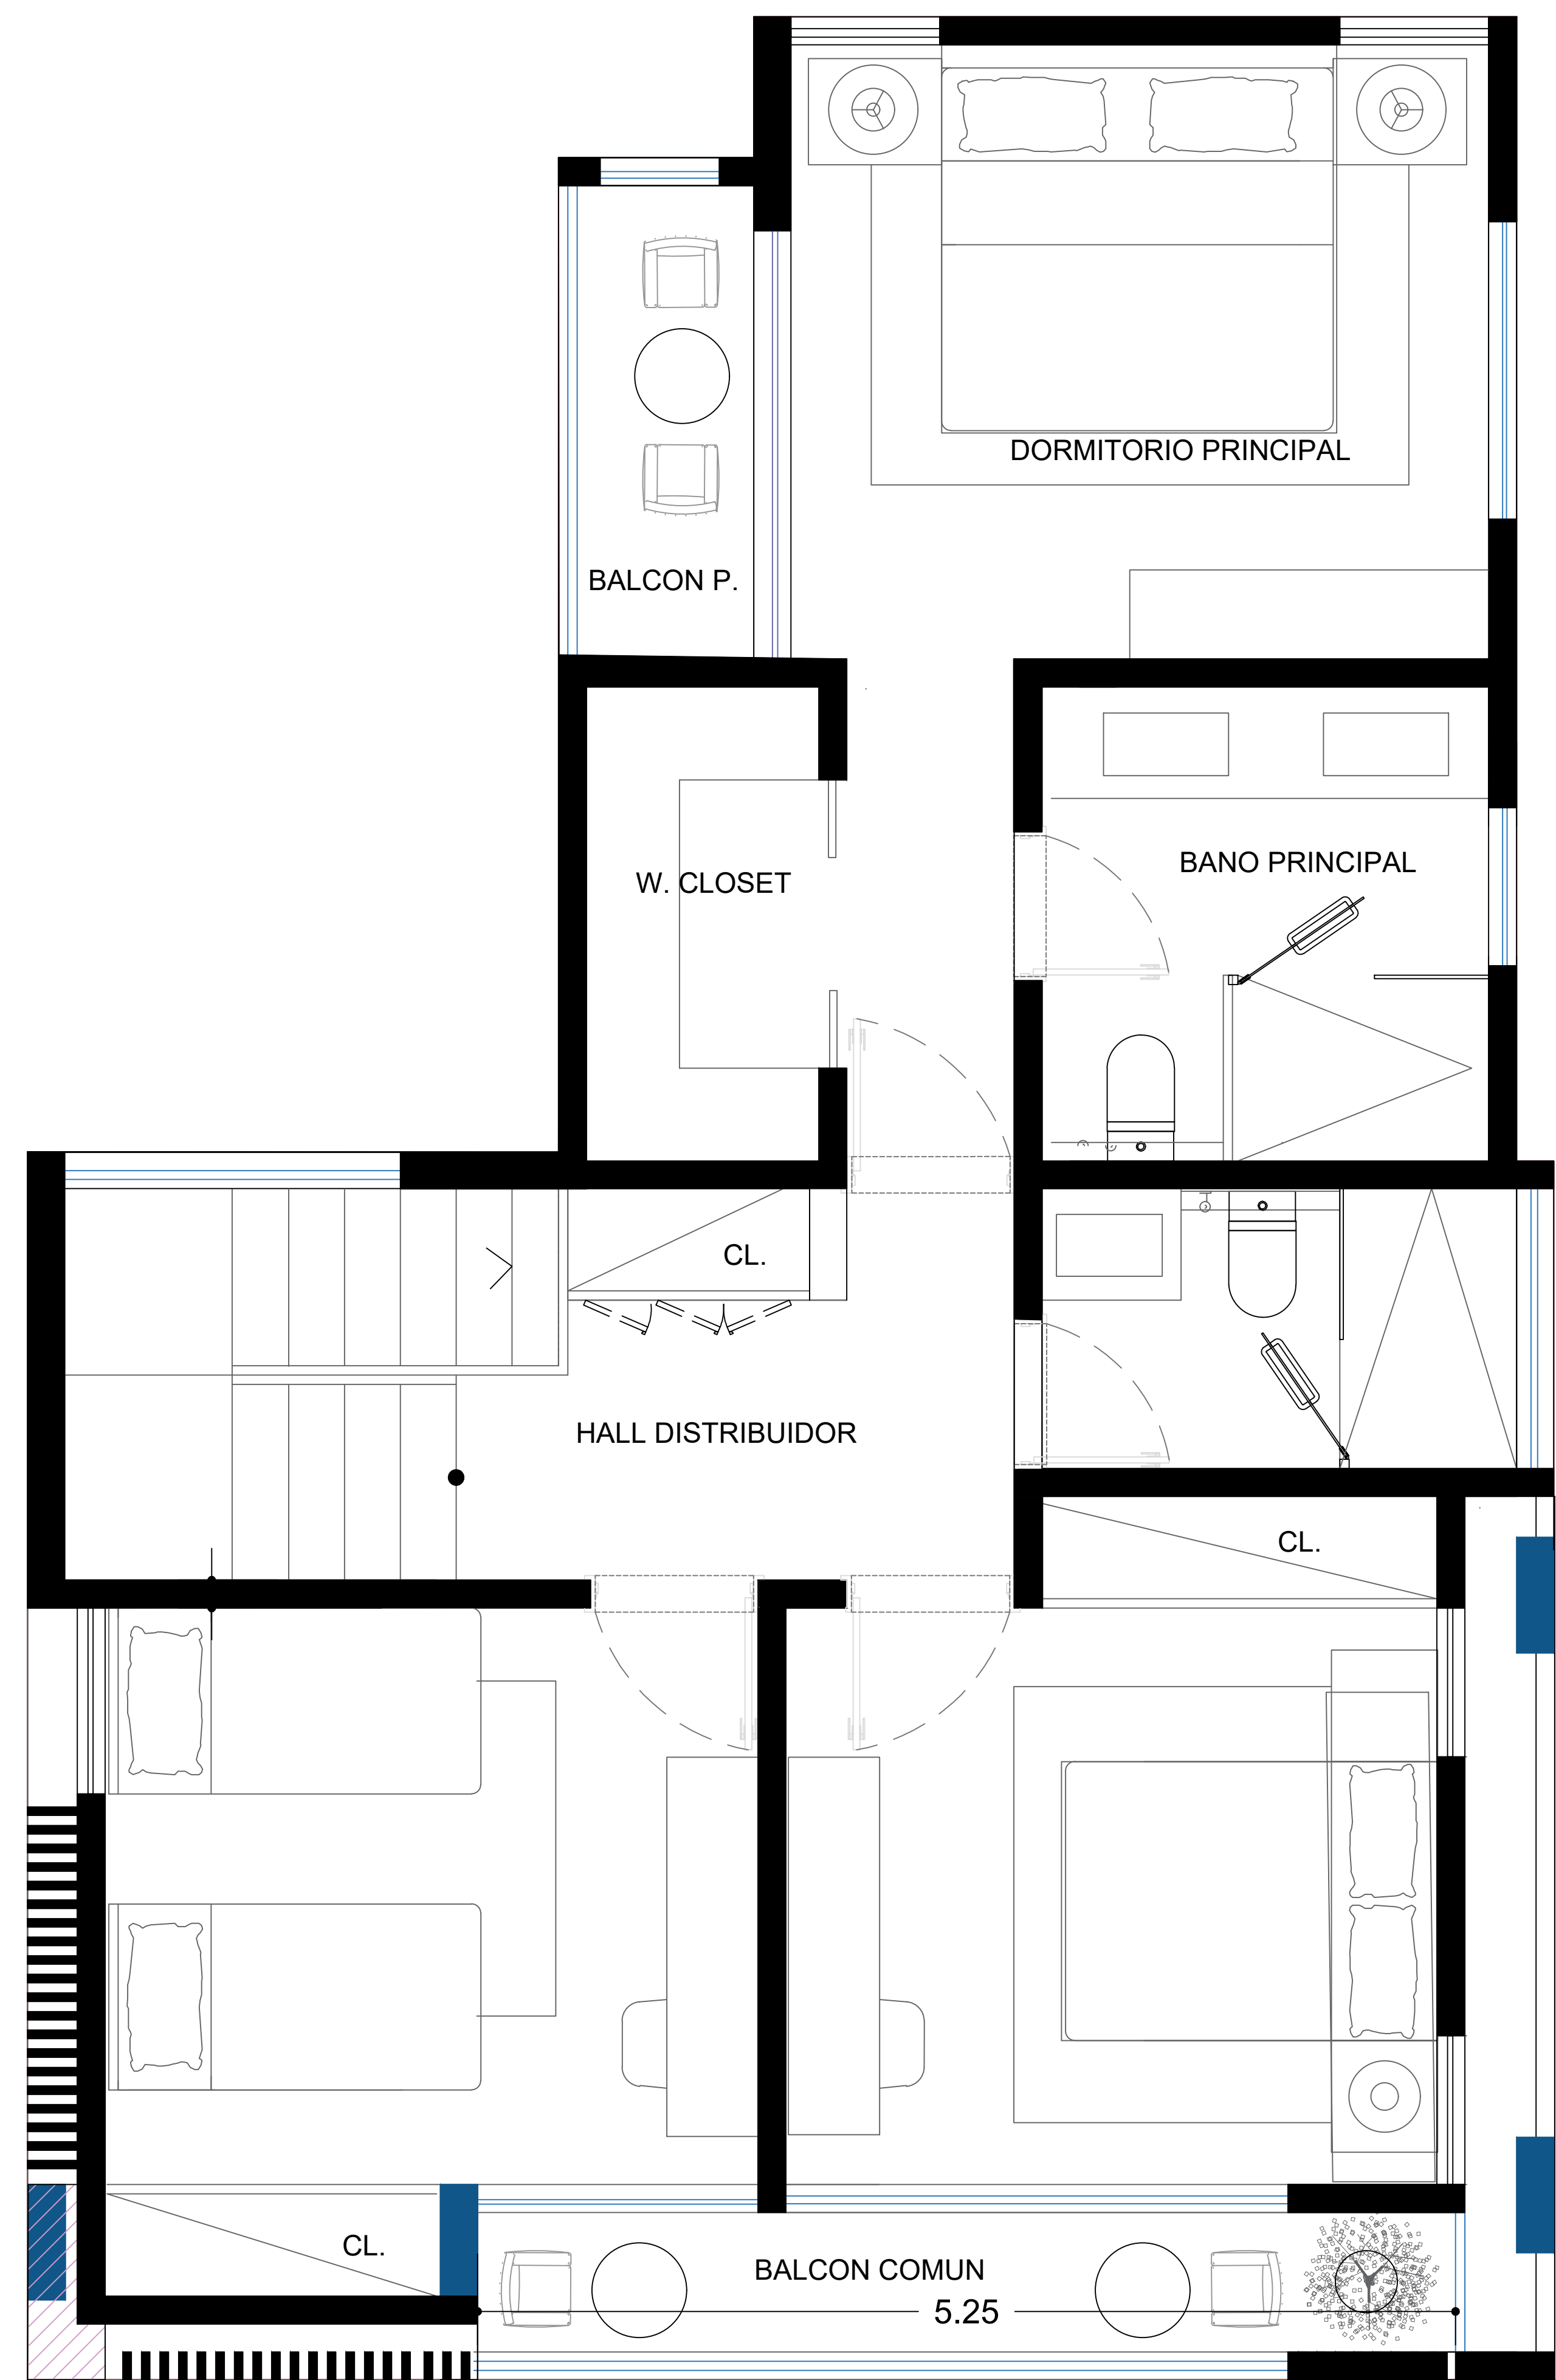 DORMITORIO PRINCIPAL
BALCON P.
BANO PRINCIPAL
W. CLOSET
CL.
HALL DISTRIBUIDOR
CL.
CL.
BALCON COMUN
5.25